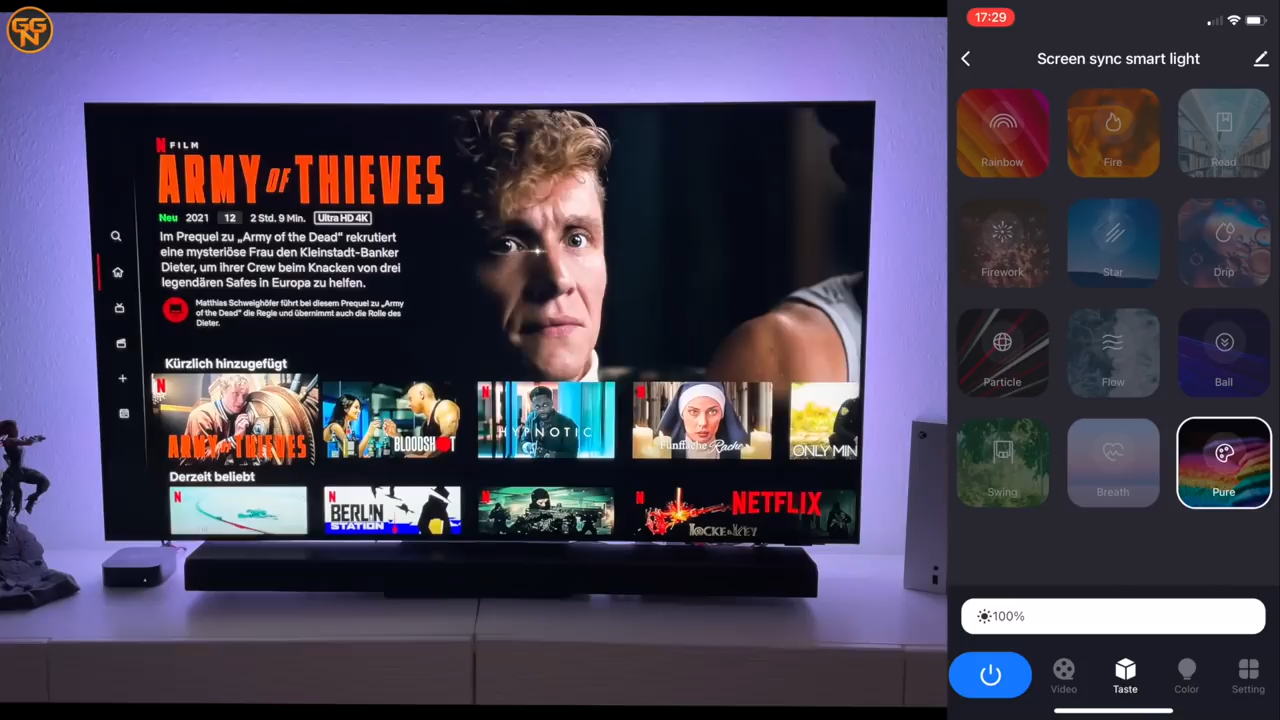 GGN
N FILM
ARMY OF THIEVES
Neu 2021 12 2 Std. 9 Min. Ultra HD 4K
Im Prequel zu „Army of the Dead" rekrutiert
eine mysteriöse Frau den Kleinstadt-Banker
Dieter, um ihrer Crew beim Knacken von drei
legendären Safes in Europa zu helfen.
Matthias Schweighöfer führt bei diesem Prequel zu „Army
of the Dead" die Regie und übernimmt auch die Rolle des
Dieter.
Kürzlich hinzugefügt
N
ARMY OF THIEVES
BLOODSHOT
N
HYPNOTIC
N
Fünffache Rache
ONLY MIN
Derzeit beliebt
N
N
BERLIN
STATION
N
N
NETFLIX
LOCKE & KEY
17:29
Screen sync smart light
Rainbow
Fire
Read
Firework
Star
Drip
Particle
Flow
Ball
Swing
Breath
Pure
100%
Video
Taste
Color
Setting